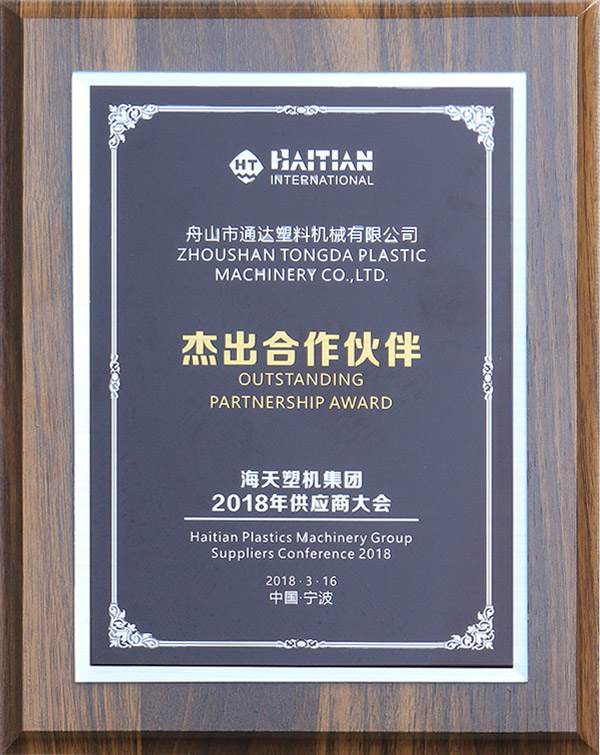 HT HAITIAN
INTERNATIONAL
舟山市通达塑料机械有限公司
ZHOUSHAN TONGDA PLASTIC
MACHINERY CO.,LTD.
杰出合作伙伴
OUTSTANDING
PARTNERSHIP AWARD
海天塑机集团
2018年供应商大会
Haitian Plastics Machinery Group
Suppliers Conference 2018
2018·3·16
中国·宁波